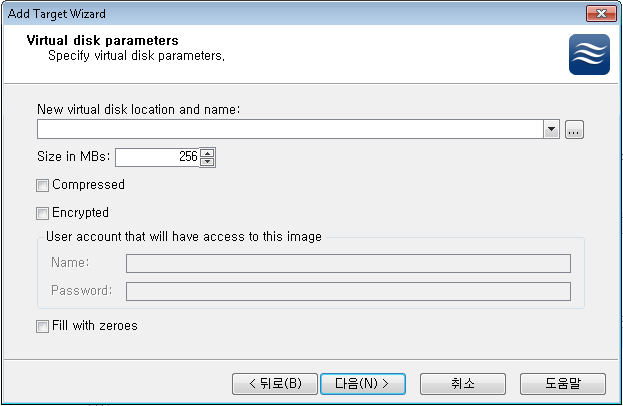 Add Target Wizard
Virtual disk parameters
Specify virtual disk parameters,
New virtual disk location and name:
...
Size in MBs: 256
Compressed
Encrypted
User account that will have access to this image
Name:
Password:
Fill with zeroes
< 뒤로(B) 다음(N) > 취소 도움말